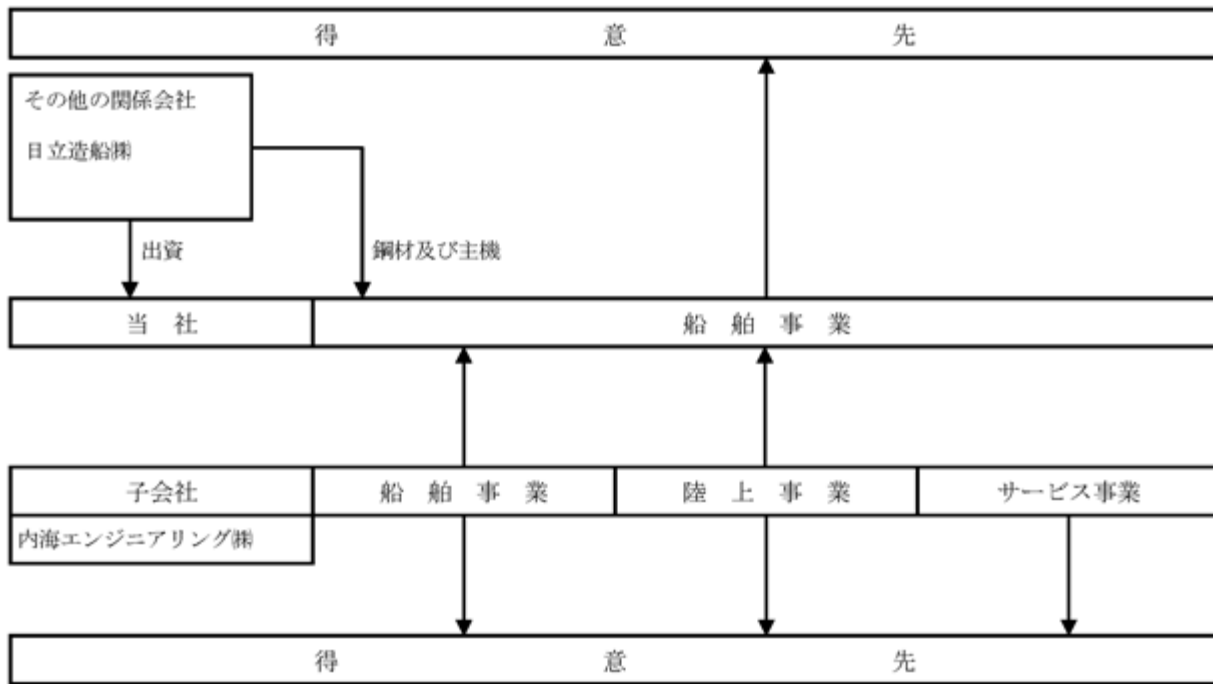 得意先
その他の関係会社
日立造船㈱
出資
鋼材及び主機
当社
船舶事業
子会社
船舶事業
陸上事業
サービス事業
内海エンジニアリング㈱
得意先